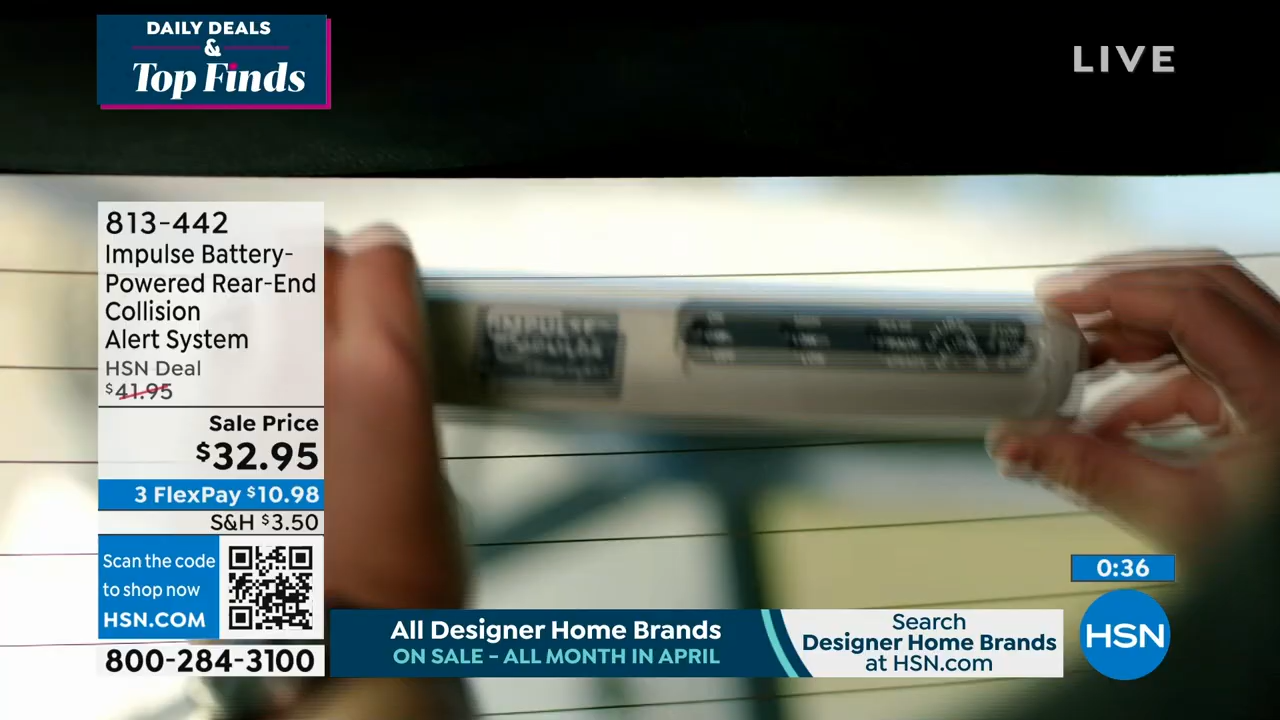 DAILY DEALS
&
Top Finds
LIVE
813-442
Impulse Battery-
Powered Rear-End
Collision
Alert System
HSN Deal
$41.95
Sale Price
$32.95
3 FlexPay $10.98
S&H $3.50
Scan the code
to shop now
HSN.COM
800-284-3100
All Designer Home Brands
ON SALE – ALL MONTH IN APRIL
Search
Designer Home Brands
at HSN.com
0:36
HSN
IMPULSE